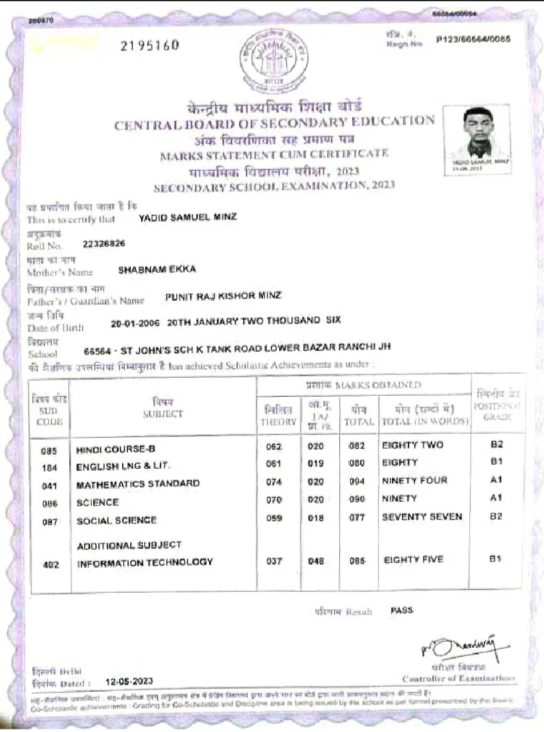 200870
66564/0084
2195160
रजि. नं.
Regn.No. P123/66564/0085
केन्द्रीय माध्यमिक शिक्षा बोर्ड
CENTRAL BOARD OF SECONDARY EDUCATION
अंक विवरणिका सह प्रमाण पत्र
MARKS STATEMENT CUM CERTIFICATE
माध्यमिक विद्यालय परीक्षा, 2023
SECONDARY SCHOOL EXAMINATION, 2023
YADID SAMUEL MINZ
यह प्रमाणित किया जाता है कि
This is to certify that YADID SAMUEL MINZ
अनुक्रमांक
Roll No. 22326826
माता का नाम
Mother's Name SHABNAM EKKA
पिता/संरक्षक का नाम
Father's / Guardian's Name PUNIT RAJ KISHOR MINZ
जन्म तिथि
Date of Birth 20-01-2006 20TH JANUARY TWO THOUSAND SIX
विद्यालय
School 66564 - ST JOHN'S SCH K TANK ROAD LOWER BAZAR RANCHI JH
की शैक्षिक उपलब्धियां निम्नानुसार हैं has achieved Scholastic Achievements as under :
विषय कोड SUB CODE
विषय SUBJECT
प्राप्तांक MARKS OBTAINED
लिखित THEORY
आं.मू. I.A/ प्रा. PR.
योग TOTAL
योग (शब्दों में) TOTAL (IN WORDS)
स्थितीय ग्रेड POSITIONAL GRADE
085 HINDI COURSE-B 062 020 082 EIGHTY TWO B2
184 ENGLISH LNG & LIT. 061 019 080 EIGHTY B1
041 MATHEMATICS STANDARD 074 020 094 NINETY FOUR A1
086 SCIENCE 070 020 090 NINETY A1
087 SOCIAL SCIENCE 059 018 077 SEVENTY SEVEN B2
ADDITIONAL SUBJECT
402 INFORMATION TECHNOLOGY 037 048 085 EIGHTY FIVE B1
परिणाम Result PASS
दिल्ली Delhi
दिनांक Dated : 12-05-2023
परीक्षा नियंत्रक
Controller of Examinations
Co-Scholastic achievements : Grading for Co-Scholastic and Discipline area is being issued by the school as per format prescribed by the Board